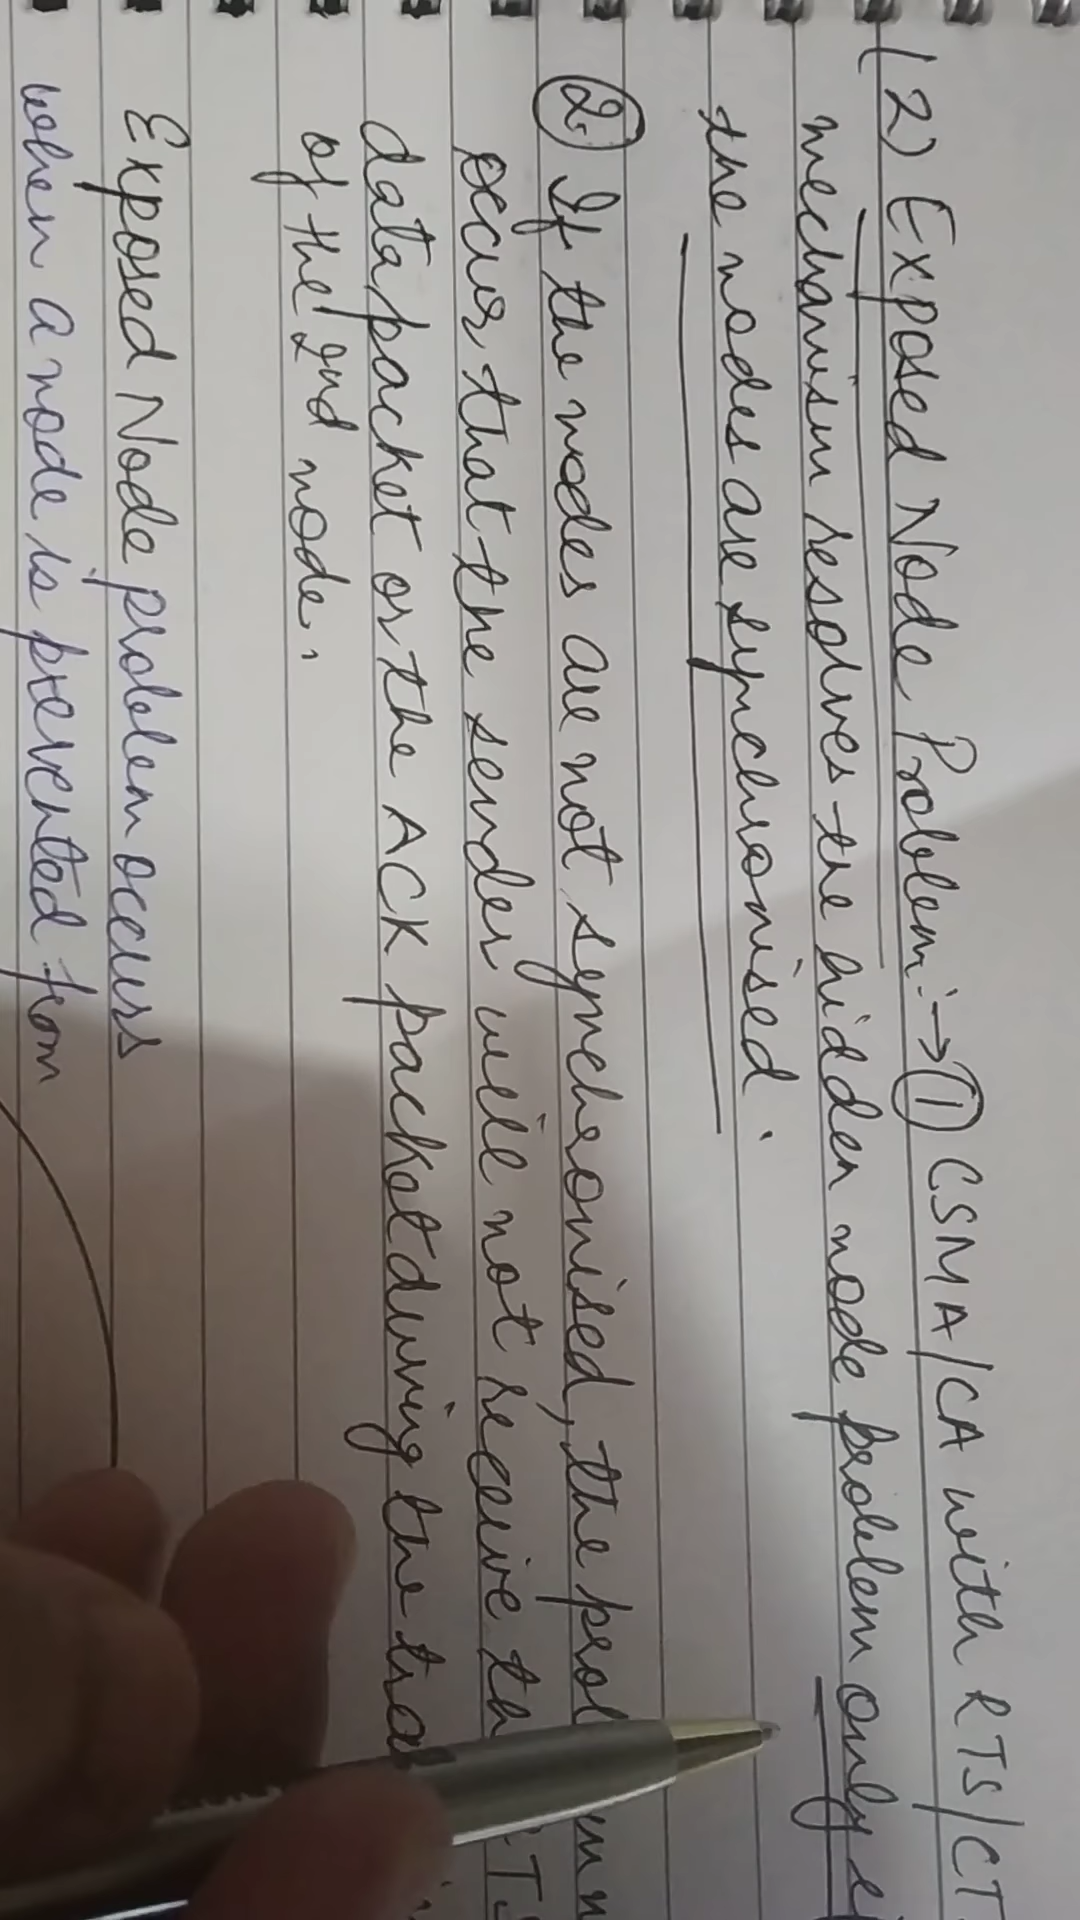 (2) Exposed Node Problem:→ ① CSMA/CA with RTS/CT
mechanism resolves the hidden node problem only
the nodes are synchronised.
②. If the nodes are not synchronised, the
occur that the sender will not receive
data packet or the ACK packet during the
of the 2nd node.
Exposed Node problem occurs
when a node is prevented from